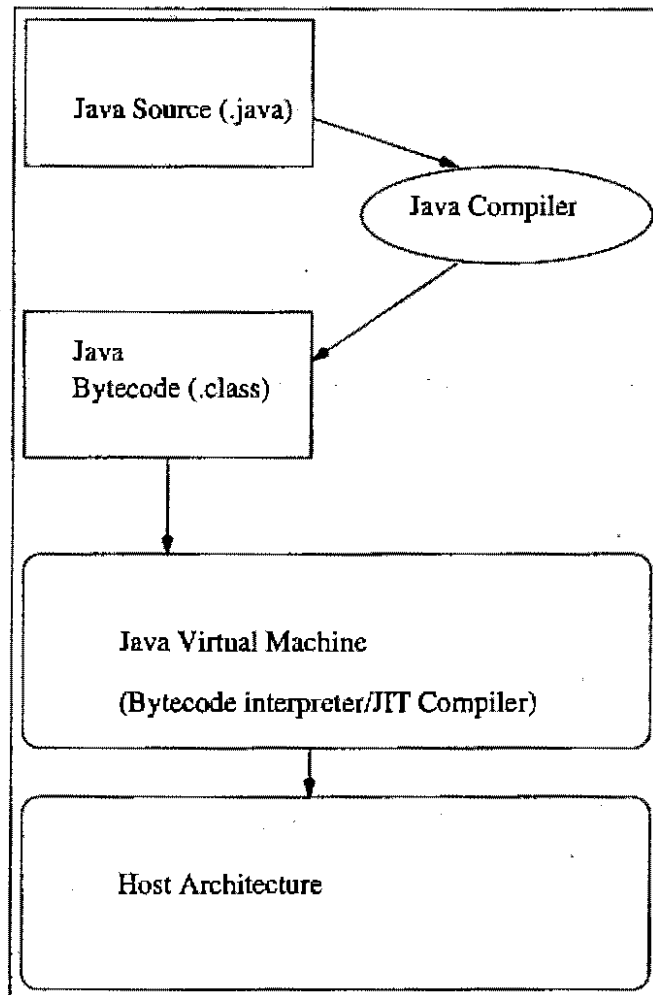 Java Source (.java)
Java Compiler
Java
Bytecode (.class)
Java Virtual Machine
(Bytecode interpreter/JIT Compiler)
Host Architecture